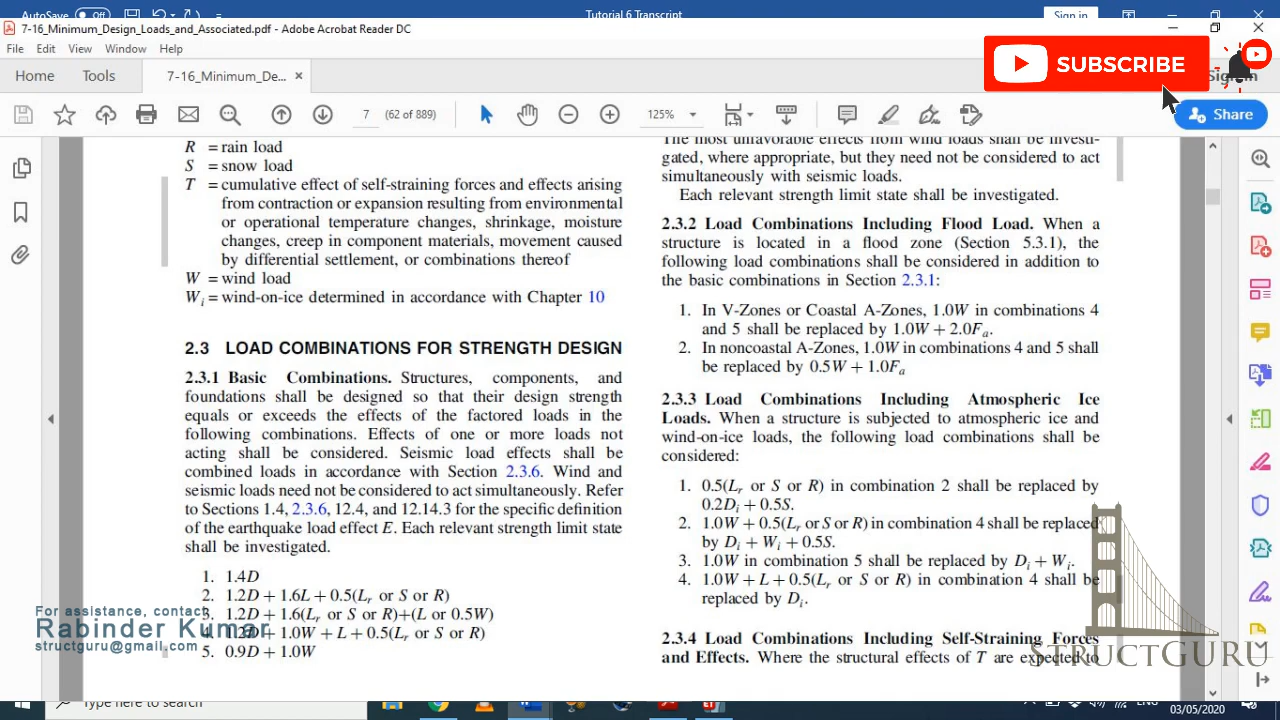 AutoSave Off
Tutorial 6 Transcript
Sign in
7-16_Minimum_Design_Loads_and_Associated.pdf - Adobe Acrobat Reader DC
File Edit View Window Help
SUBSCRIBE
Home Tools 7-16_Minimum_De... ×
Sign In
7 (62 of 889) 125%
Share
R = rain load
S = snow load
T = cumulative effect of self-straining forces and effects arising
from contraction or expansion resulting from environmental
or operational temperature changes, shrinkage, moisture
changes, creep in component materials, movement caused
by differential settlement, or combinations thereof
W = wind load
Wi = wind-on-ice determined in accordance with Chapter 10
2.3 LOAD COMBINATIONS FOR STRENGTH DESIGN
2.3.1 Basic Combinations. Structures, components, and
foundations shall be designed so that their design strength
equals or exceeds the effects of the factored loads in the
following combinations. Effects of one or more loads not
acting shall be considered. Seismic load effects shall be
combined loads in accordance with Section 2.3.6. Wind and
seismic loads need not be considered to act simultaneously. Refer
to Sections 1.4, 2.3.6, 12.4, and 12.14.3 for the specific definition
of the earthquake load effect E. Each relevant strength limit state
shall be investigated.
1. 1.4D
2. 1.2D + 1.6L + 0.5(Lr or S or R)
3. 1.2D + 1.6(Lr or S or R)+(L or 0.5W)
4. 1.2D + 1.0W + L + 0.5(Lr or S or R)
5. 0.9D + 1.0W
The most unfavorable effects from wind loads shall be investi-
gated, where appropriate, but they need not be considered to act
simultaneously with seismic loads.
Each relevant strength limit state shall be investigated.
2.3.2 Load Combinations Including Flood Load. When a
structure is located in a flood zone (Section 5.3.1), the
following load combinations shall be considered in addition to
the basic combinations in Section 2.3.1:
1. In V-Zones or Coastal A-Zones, 1.0W in combinations 4
and 5 shall be replaced by 1.0W + 2.0Fa.
2. In noncoastal A-Zones, 1.0W in combinations 4 and 5 shall
be replaced by 0.5W + 1.0Fa
2.3.3 Load Combinations Including Atmospheric Ice
Loads. When a structure is subjected to atmospheric ice and
wind-on-ice loads, the following load combinations shall be
considered:
1. 0.5(Lr or S or R) in combination 2 shall be replaced by
0.2Di + 0.5S.
2. 1.0W + 0.5(Lr or S or R) in combination 4 shall be replaced
by Di + Wi + 0.5S.
3. 1.0W in combination 5 shall be replaced by Di + Wi.
4. 1.0W + L + 0.5(Lr or S or R) in combination 4 shall be
replaced by Di.
2.3.4 Load Combinations Including Self-Straining Forces
and Effects. Where the structural effects of T are expected to
For assistance, contact
Rabinder Kumar
structguru@gmail.com
STRUCTGURU
Type here to search
ENG
03/05/2020